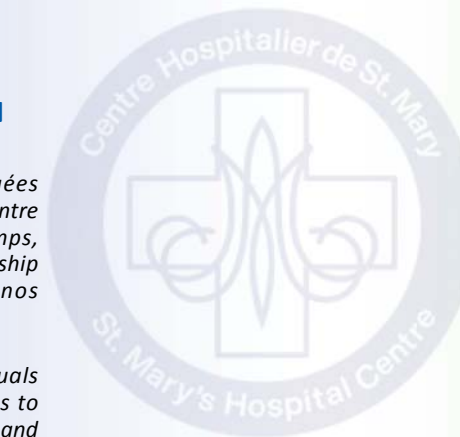 Centre Hospitalier de St. Mary
ées
ntre
mps,
ship
nos
St. Mary's Hospital Centre
uals
s to
and